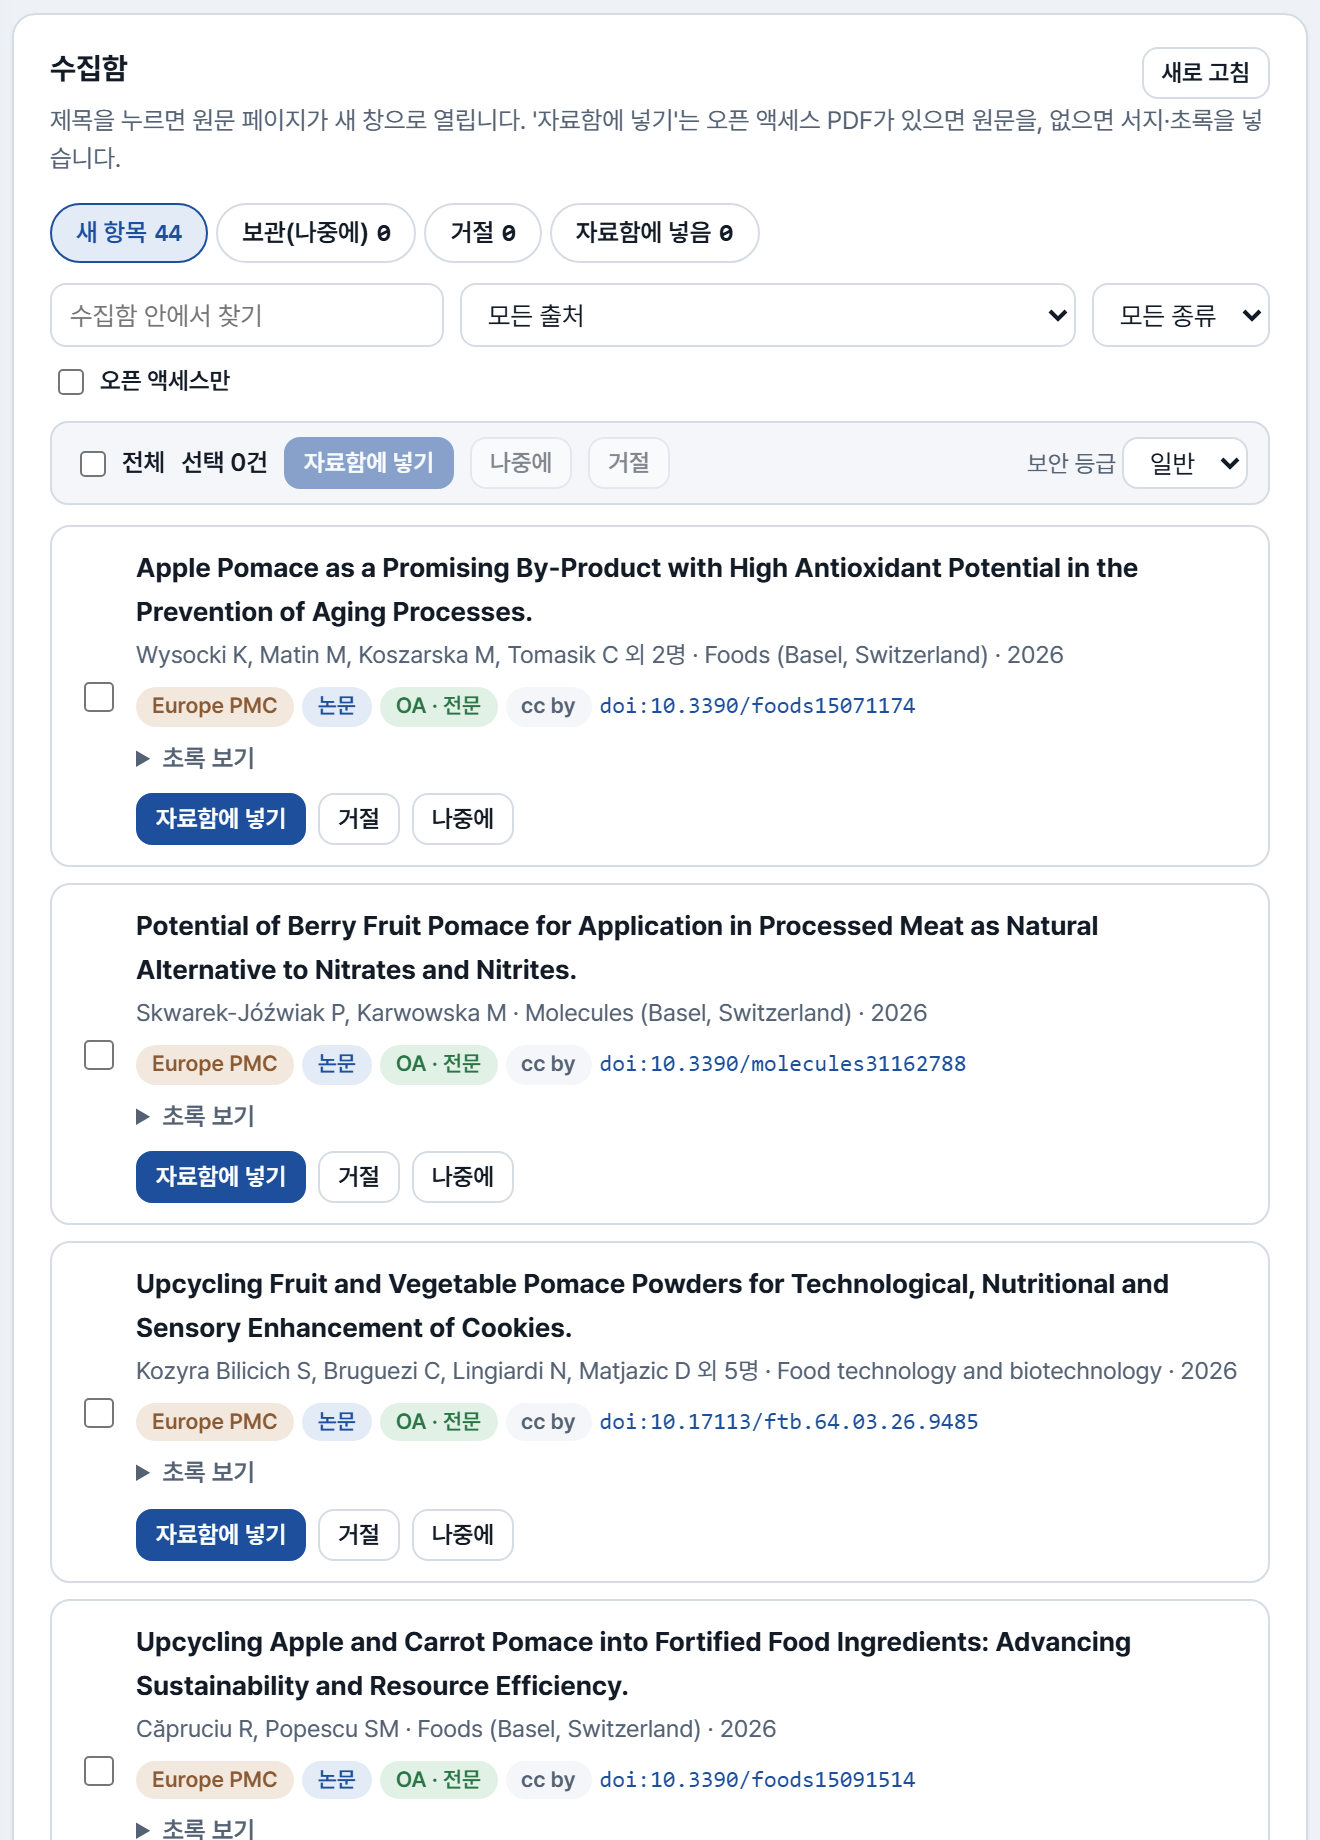 수집함
새로 고침
제목을 누르면 원문 페이지가 새 창으로 열립니다. '자료함에 넣기'는 오픈 액세스 PDF가 있으면 원문을, 없으면 서지·초록을 넣
습니다.
새 항목 44
보관(나중에) 0
거절 0
자료함에 넣음 0
수집함 안에서 찾기
모든 출처
모든 종류
오픈 액세스만
전체 선택 0건 자료함에 넣기 나중에 거절 보안 등급 일반
Apple Pomace as a Promising By-Product with High Antioxidant Potential in the
Prevention of Aging Processes.
Wysocki K, Matin M, Koszarska M, Tomasik C 외 2명 · Foods (Basel, Switzerland) · 2026
Europe PMC 논문 OA · 전문 cc by doi:10.3390/foods15071174
▶ 초록 보기
자료함에 넣기 거절 나중에
Potential of Berry Fruit Pomace for Application in Processed Meat as Natural
Alternative to Nitrates and Nitrites.
Skwarek-Jóźwiak P, Karwowska M · Molecules (Basel, Switzerland) · 2026
Europe PMC 논문 OA · 전문 cc by doi:10.3390/molecules31162788
▶ 초록 보기
자료함에 넣기 거절 나중에
Upcycling Fruit and Vegetable Pomace Powders for Technological, Nutritional and
Sensory Enhancement of Cookies.
Kozyra Bilicich S, Bruguezi C, Lingiardi N, Matjazic D 외 5명 · Food technology and biotechnology · 2026
Europe PMC 논문 OA · 전문 cc by doi:10.17113/ftb.64.03.26.9485
▶ 초록 보기
자료함에 넣기 거절 나중에
Upcycling Apple and Carrot Pomace into Fortified Food Ingredients: Advancing
Sustainability and Resource Efficiency.
Căpruciu R, Popescu SM · Foods (Basel, Switzerland) · 2026
Europe PMC 논문 OA · 전문 cc by doi:10.3390/foods15091514
▶ 초록 보기